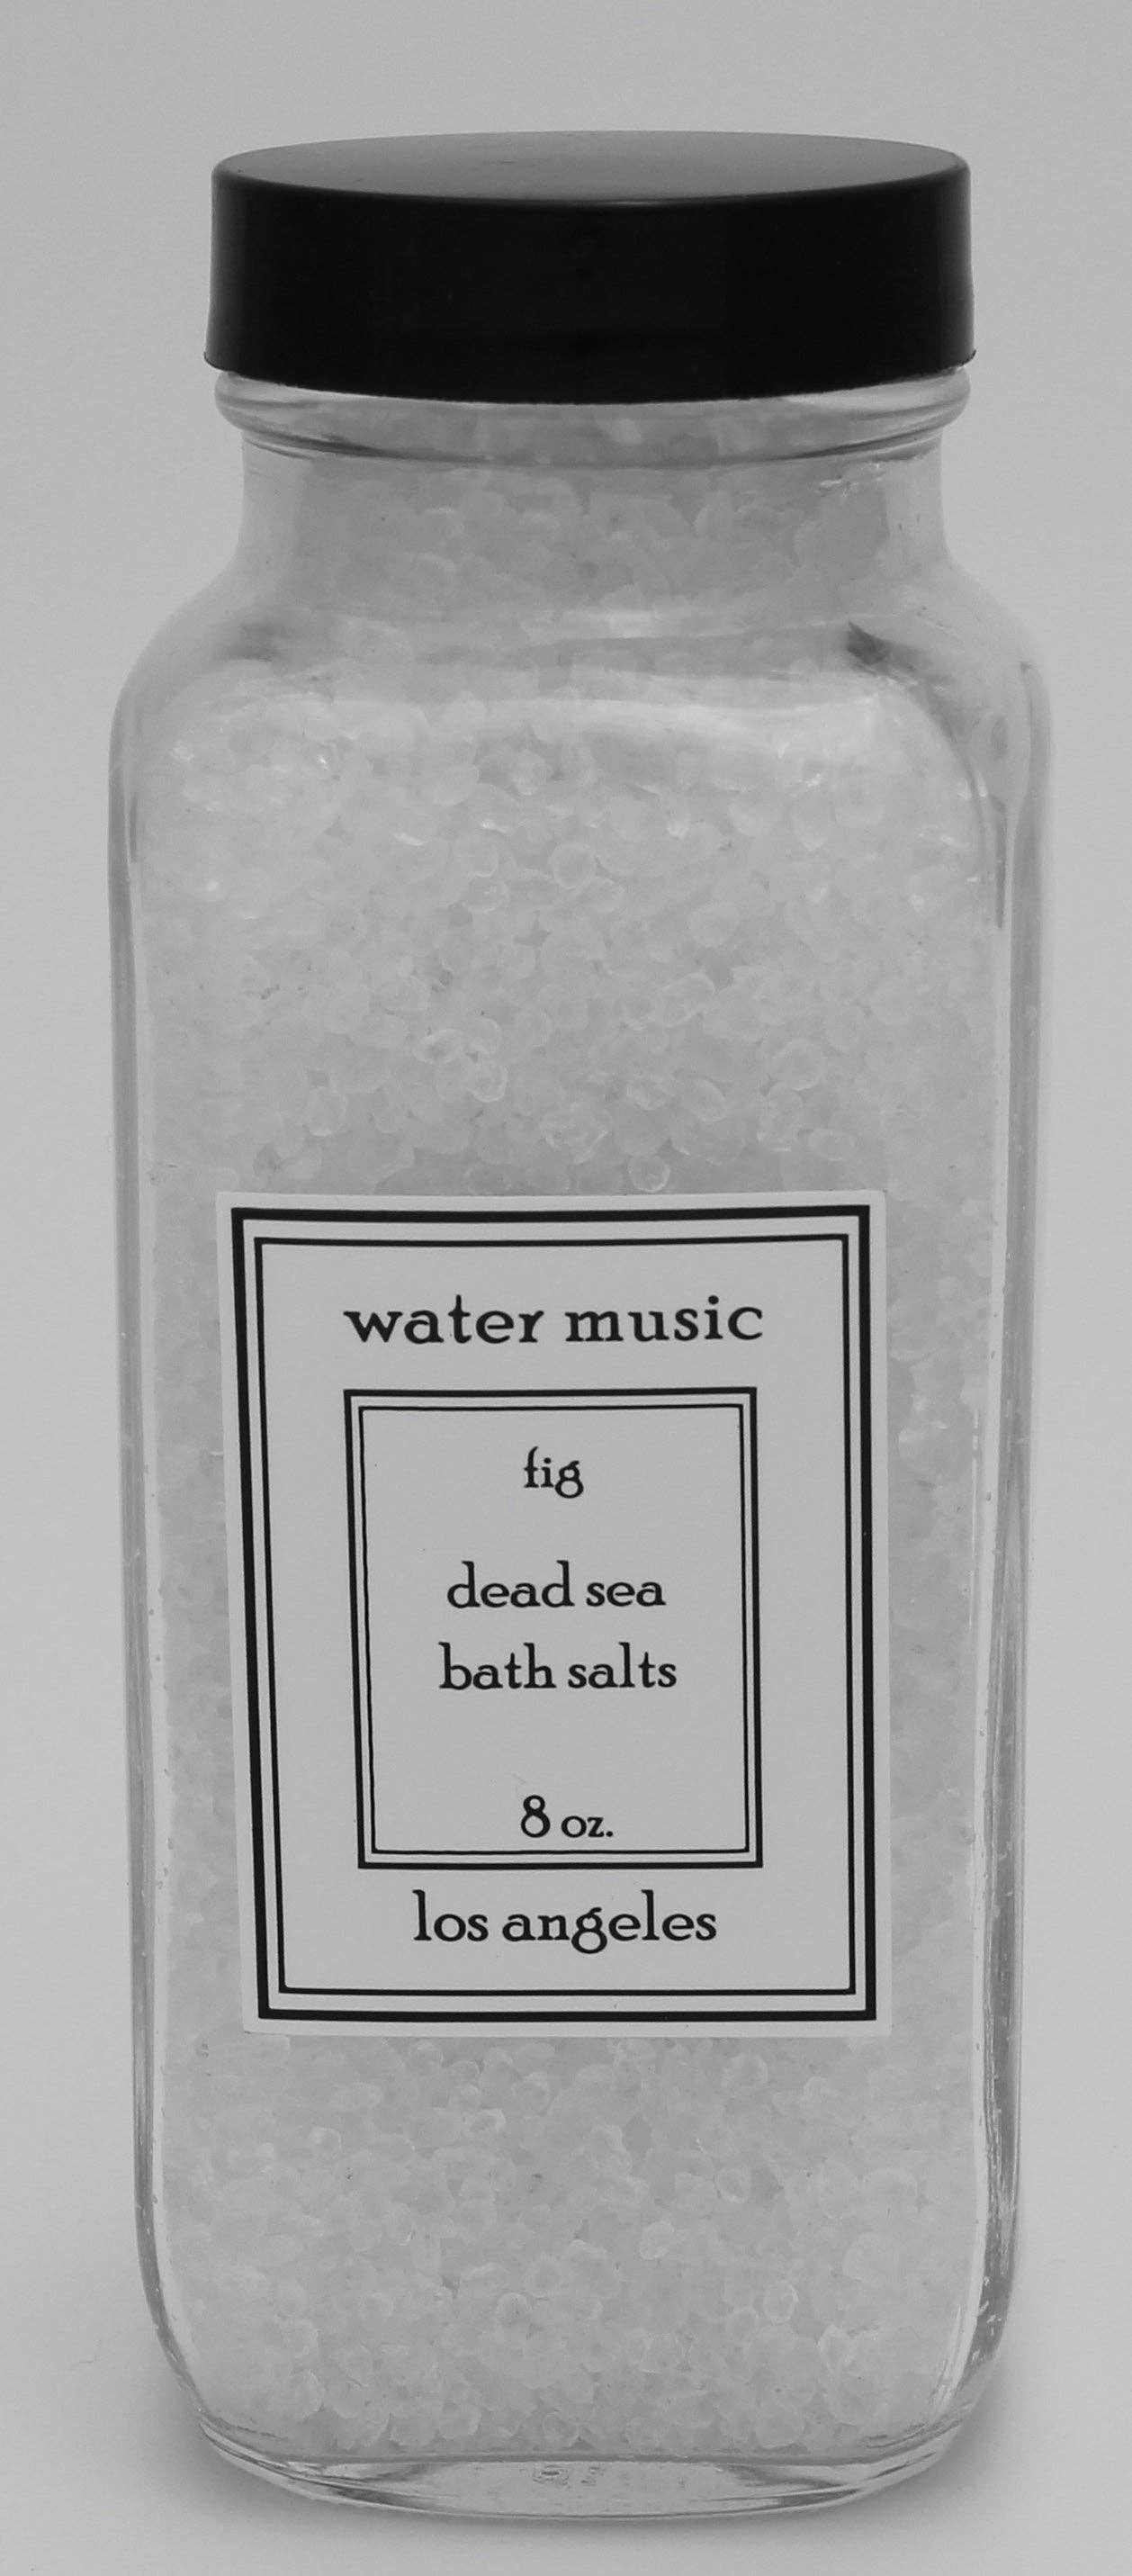 water music
fig
dead sea
bath salts
8 oz.
los angeles